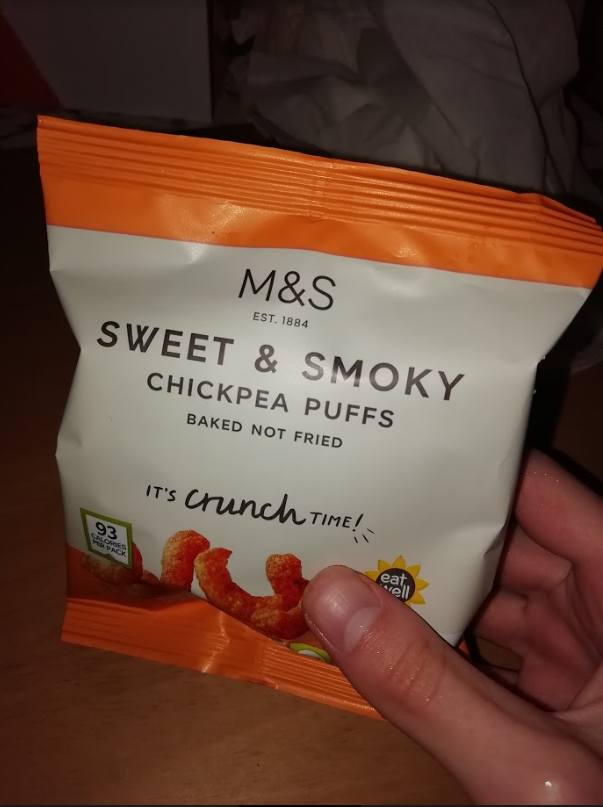 M&S
EST. 1884
SWEET & SMOKY
CHICKPEA PUFFS
BAKED NOT FRIED
IT'S crunch TIME!
93
CALORIES
PER PACK
eat
well